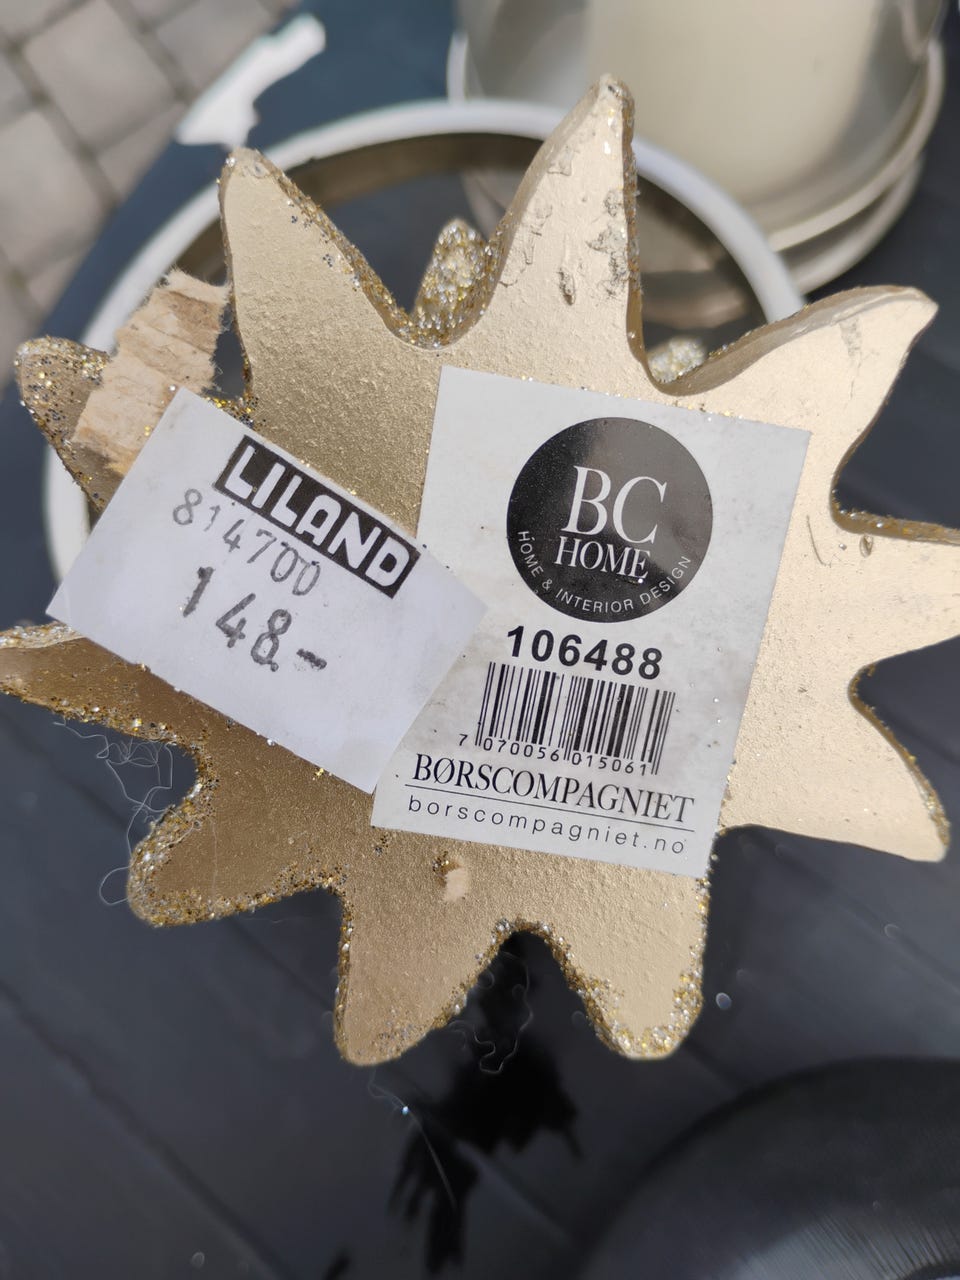 LILAND
814700
148.-
BC
HOME
HOME & INTERIOR DESIGN
106488
7 070056 015061
BØRSCOMPAGNIET
borscompagniet.no